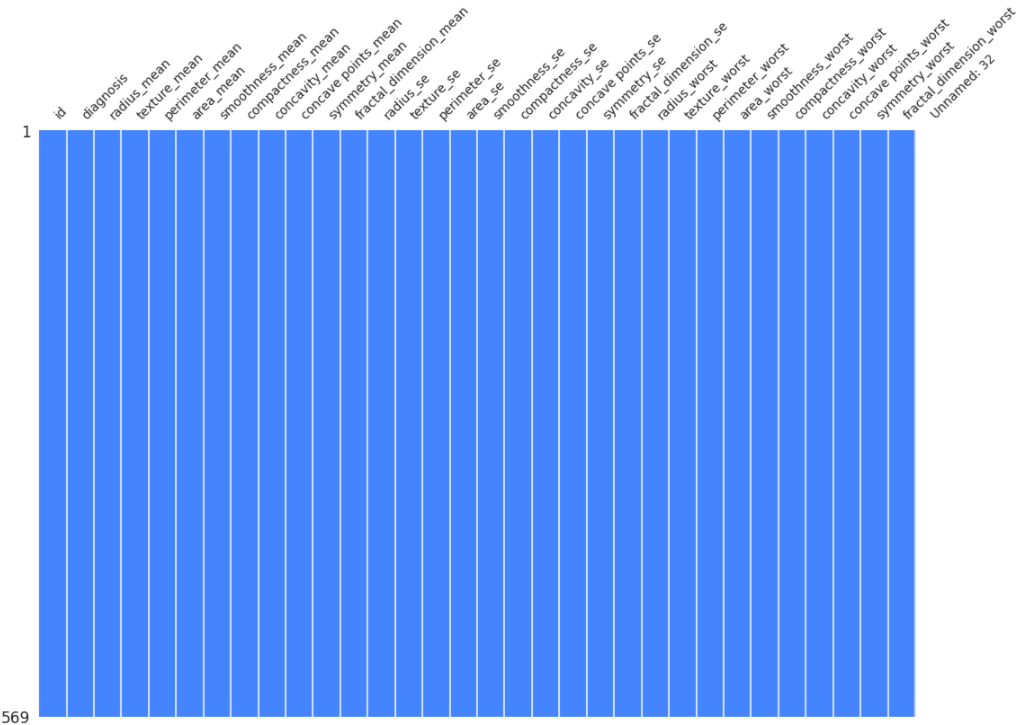 id
diagnosis
radius_mean
texture_mean
perimeter_mean
area_mean
smoothness_mean
compactness_mean
concavity_mean
concave points_mean
symmetry_mean
fractal_dimension_mean
radius_se
texture_se
perimeter_se
area_se
smoothness_se
compactness_se
concavity_se
concave points_se
symmetry_se
fractal_dimension_se
radius_worst
texture_worst
perimeter_worst
area_worst
smoothness_worst
compactness_worst
concavity_worst
concave points_worst
symmetry_worst
fractal_dimension_worst
Unnamed: 32
1
569